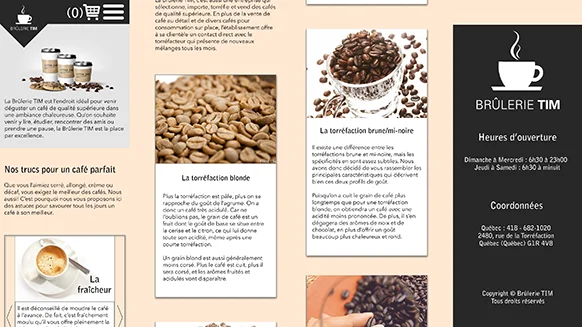 (0)
BRÛLERIE TIM
La Brûlerie TIM est l'endroit idéal pour venir
déguster un café de qualité supérieure dans
une ambiance chaleureuse. Qu'on souhaite
venir y lire, étudier, rencontrer des amis ou
prendre une pause, la Brûlerie TIM est la place
par excellence.
Nos trucs pour un café parfait
Que vous l'aimiez serré, allongé, crème ou
décaf, vous exigez le meilleur des cafés. Nous
aussi! C'est pourquoi nous vous proposons ici
des astuces pour savourer tous les jours un
café à son meilleur.
La
fraîcheur
Il est déconseillé de moudre le café
à l'avance. De fait, c'est fraîchement
moulu qu'il vous offre pleinement le
(onne, importe, torréfie et vend des cafés
de qualité supérieure. En plus de la vente
de café au détail et de divers cafés pour
consommation sur place, l'établissement offre
à sa clientèle un contact direct avec le
torréfacteur qui présente de nouveaux
mélanges tous les mois.
La torréfaction blonde
Plus la torréfaction est pâle, plus on se
rapproche du goût de l'agrume. On a
donc un café très acidulé. Car ne
l'oublions pas, le grain de café est un
fruit dont le goût de base se situe entre
la cerise et le citron, ce qui lui donne
toute son acidité, même après une
courte torréfaction.
Un grain blond est aussi généralement
moins corsé. Plus le café est cuit, plus il
sera corsé, et les arômes fruités et
acidulés vont disparaître.
La torréfaction brune/mi-noire
Il existe une différence entre les
torréfactions brunes et mi-noire, mais les
spécificités en sont assez subtiles. Nous
avons donc décidé de vous rassembler les
principales caractéristiques qui décrivent
bien ces deux profils de goût.
Puisqu'on a cuit le grain de café plus
longtemps que pour une torréfaction
blonde, on obtiendra un café avec une
acidité moins prononcée. De plus, il s'en
dégagera des arômes de noix et de
chocolat, en plus d'offrir un goût
beaucoup plus chaleureux et rond.
BRÛLERIE TIM
Heures d'ouverture
Dimanche à Mercredi : 6h30 à 23h00
Jeudi à Samedi : 6h30 à minuit
Coordonnées
Québec : 418 - 682-1020
2480, rue de la Torréfaction
Québec (Québec) G1R 4V8
Copyright © Brûlerie TIM
Tous droits réservés